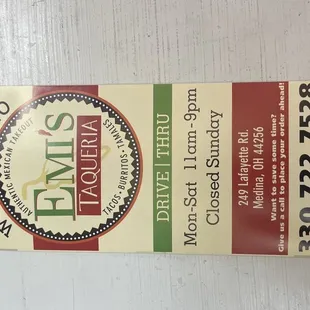 AUTHENTIC MEXICAN TAKEOUT
EMI'S
TAQUERIA
TACOS • BURRITOS • TAMALES
DRIVE THRU
Mon-Sat 11am-9pm
Closed Sunday
249 Lafayette Rd.
Medina, OH 44256
Want to save some time?
Give us a call to place your order ahead!
330.722.7528